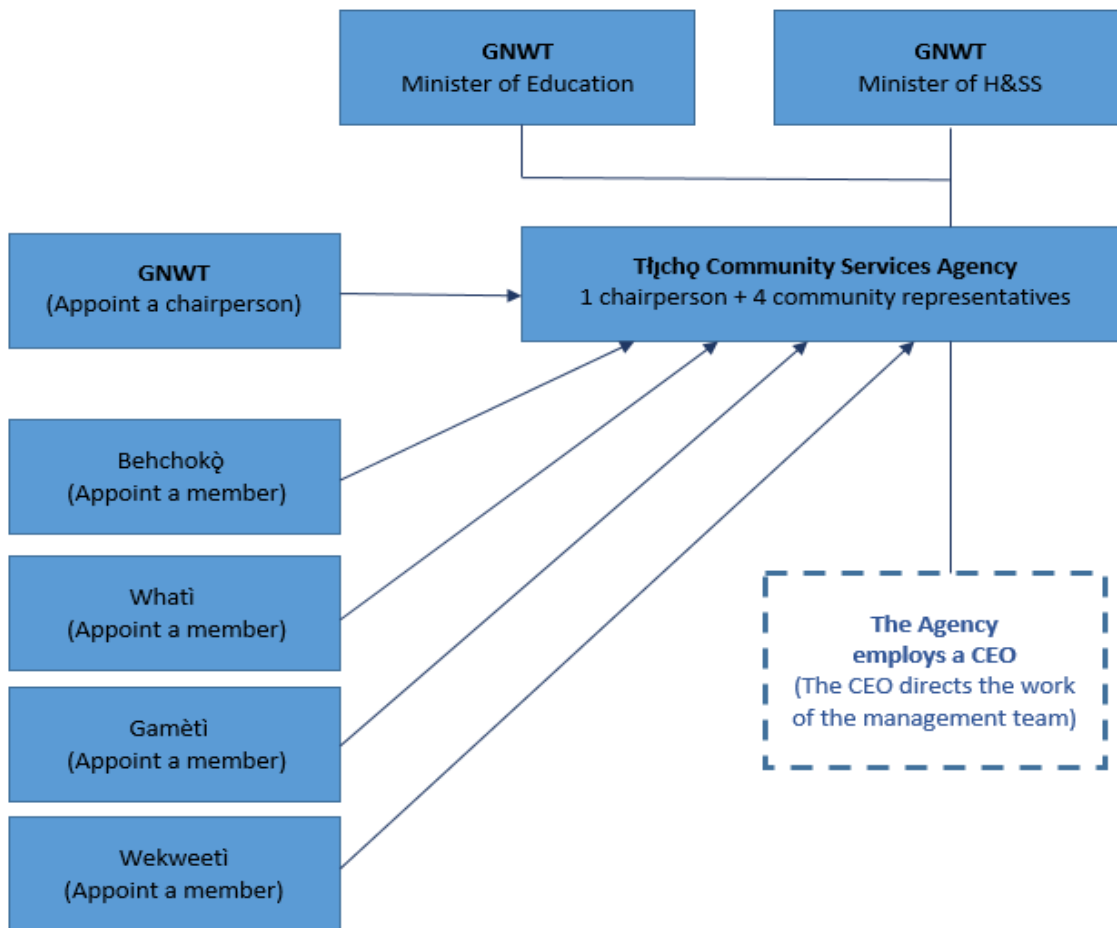 GNWT
Minister of Education
GNWT
Minister of H&SS
GNWT
(Appoint a chairperson)
Tłı̨chǫ Community Services Agency
1 chairperson + 4 community representatives
Behchokǫ̀
(Appoint a member)
Whatì
(Appoint a member)
Gamètì
(Appoint a member)
Wekweetì
(Appoint a member)
The Agency
employs a CEO
(The CEO directs the work
of the management team)